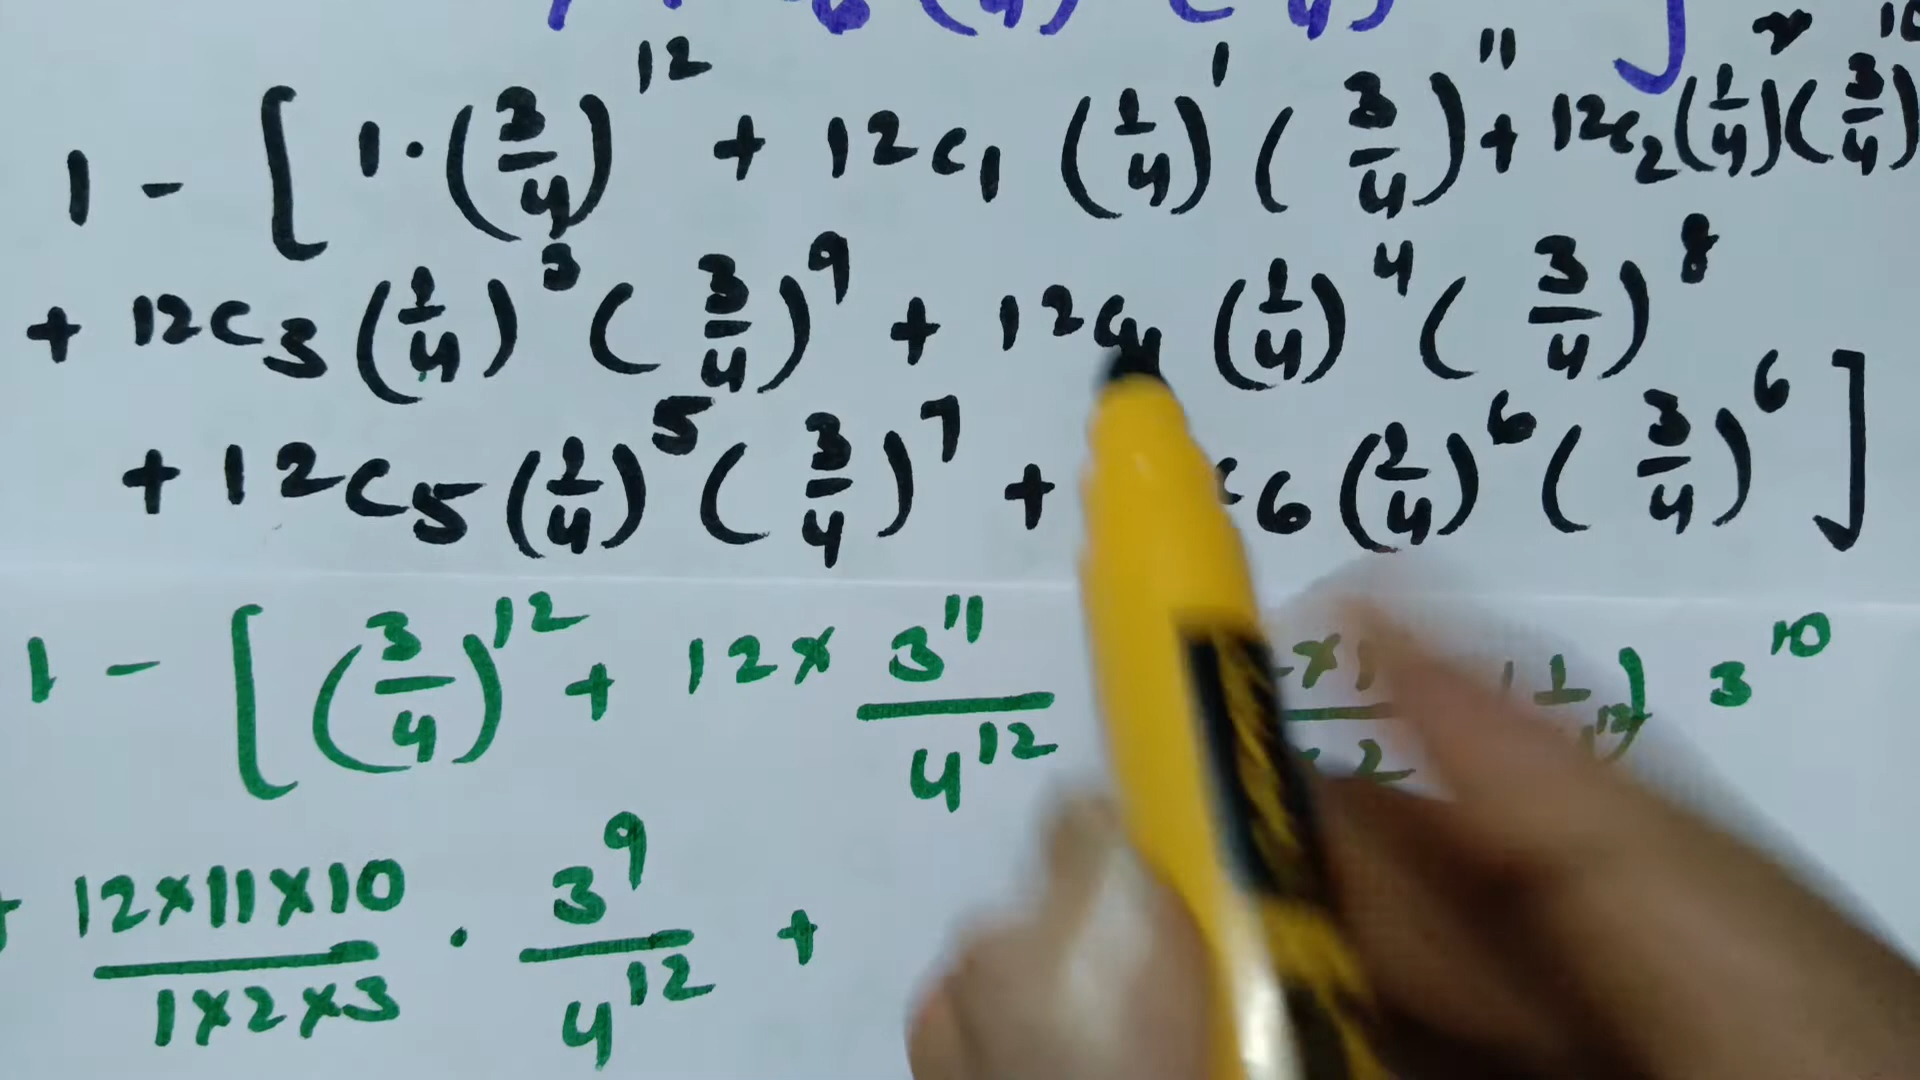 1 - [ 1·(3/4)^12 + 12c1 (1/4)^1 (3/4)^11 + 12c2 (1/4) (3/4)^10
+ 12c3 (1/4)^3 (3/4)^9 + 12c4 (1/4)^4 (3/4)^8
+ 12c5 (1/4)^5 (3/4)^7 + c6 (1/4)^6 (3/4)^6 ]
1 - [ (3/4)^12 + 12× 3^11/4^12 3^10
+ 12×11×10/1×2×3 · 3^9/4^12 +